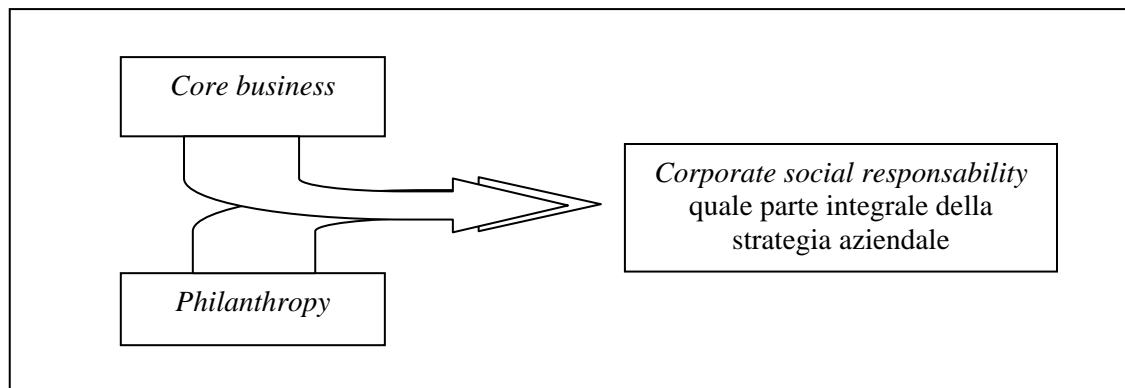 Core business
Corporate social responsability
quale parte integrale della
strategia aziendale
Philanthropy